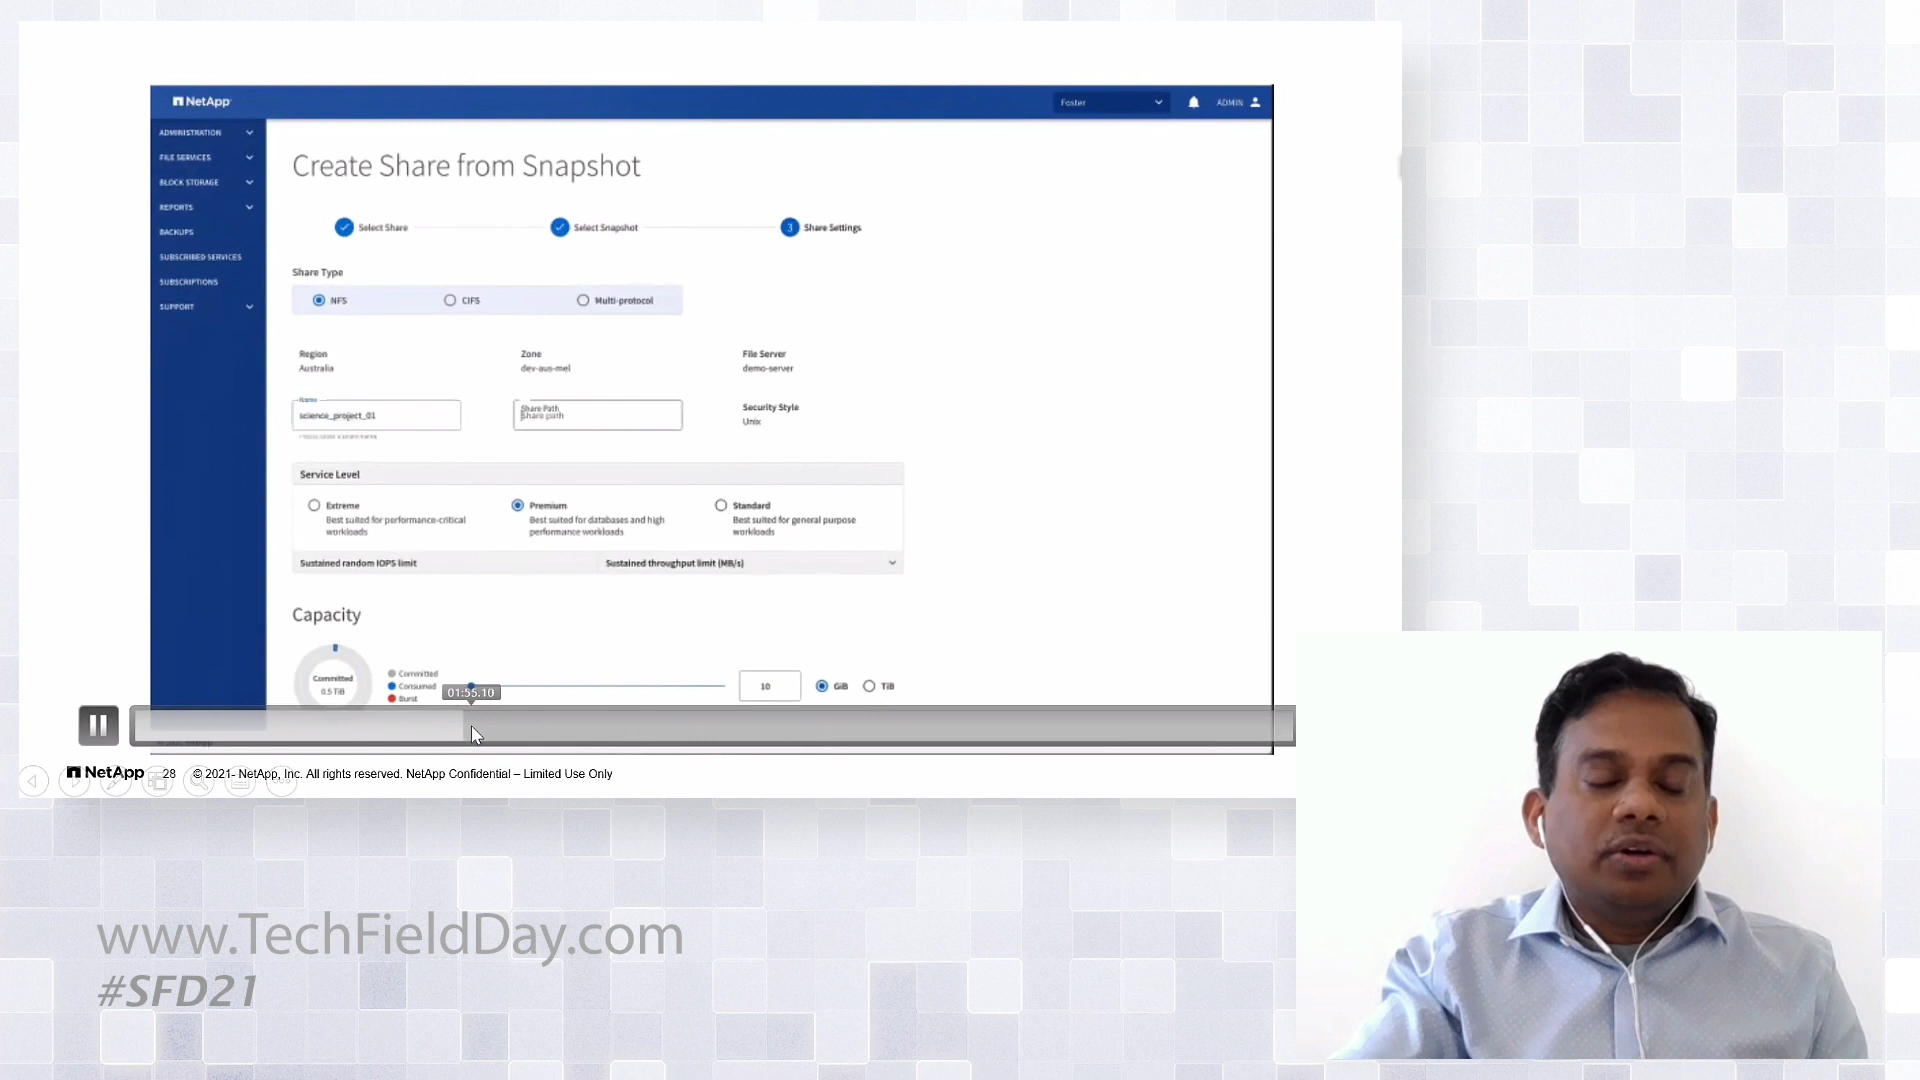 NetApp
Foster
ADMIN
ADMINISTRATION
FILE SERVICES
BLOCK STORAGE
REPORTS
BACKUPS
SUBSCRIBED SERVICES
SUBSCRIPTIONS
SUPPORT
Create Share from Snapshot
Select Share
Select Snapshot
3 Share Settings
Share Type
NFS
CIFS
Multi-protocol
Region
Australia
Zone
dev-aus-mel
File Server
demo-server
Name
science_project_01
Share Path
Share path
Security Style
Unix
Service Level
Extreme
Best suited for performance-critical
workloads
Premium
Best suited for databases and high
performance workloads
Standard
Best suited for general purpose
workloads
Sustained random IOPS limit
Sustained throughput limit (MB/s)
Capacity
Committed
0.5 TiB
Committed
Consumed
Burst
10
GiB
TiB
01:55.10
NetApp 28 © 2021- NetApp, Inc. All rights reserved. NetApp Confidential – Limited Use Only
www.TechFieldDay.com
#SFD21